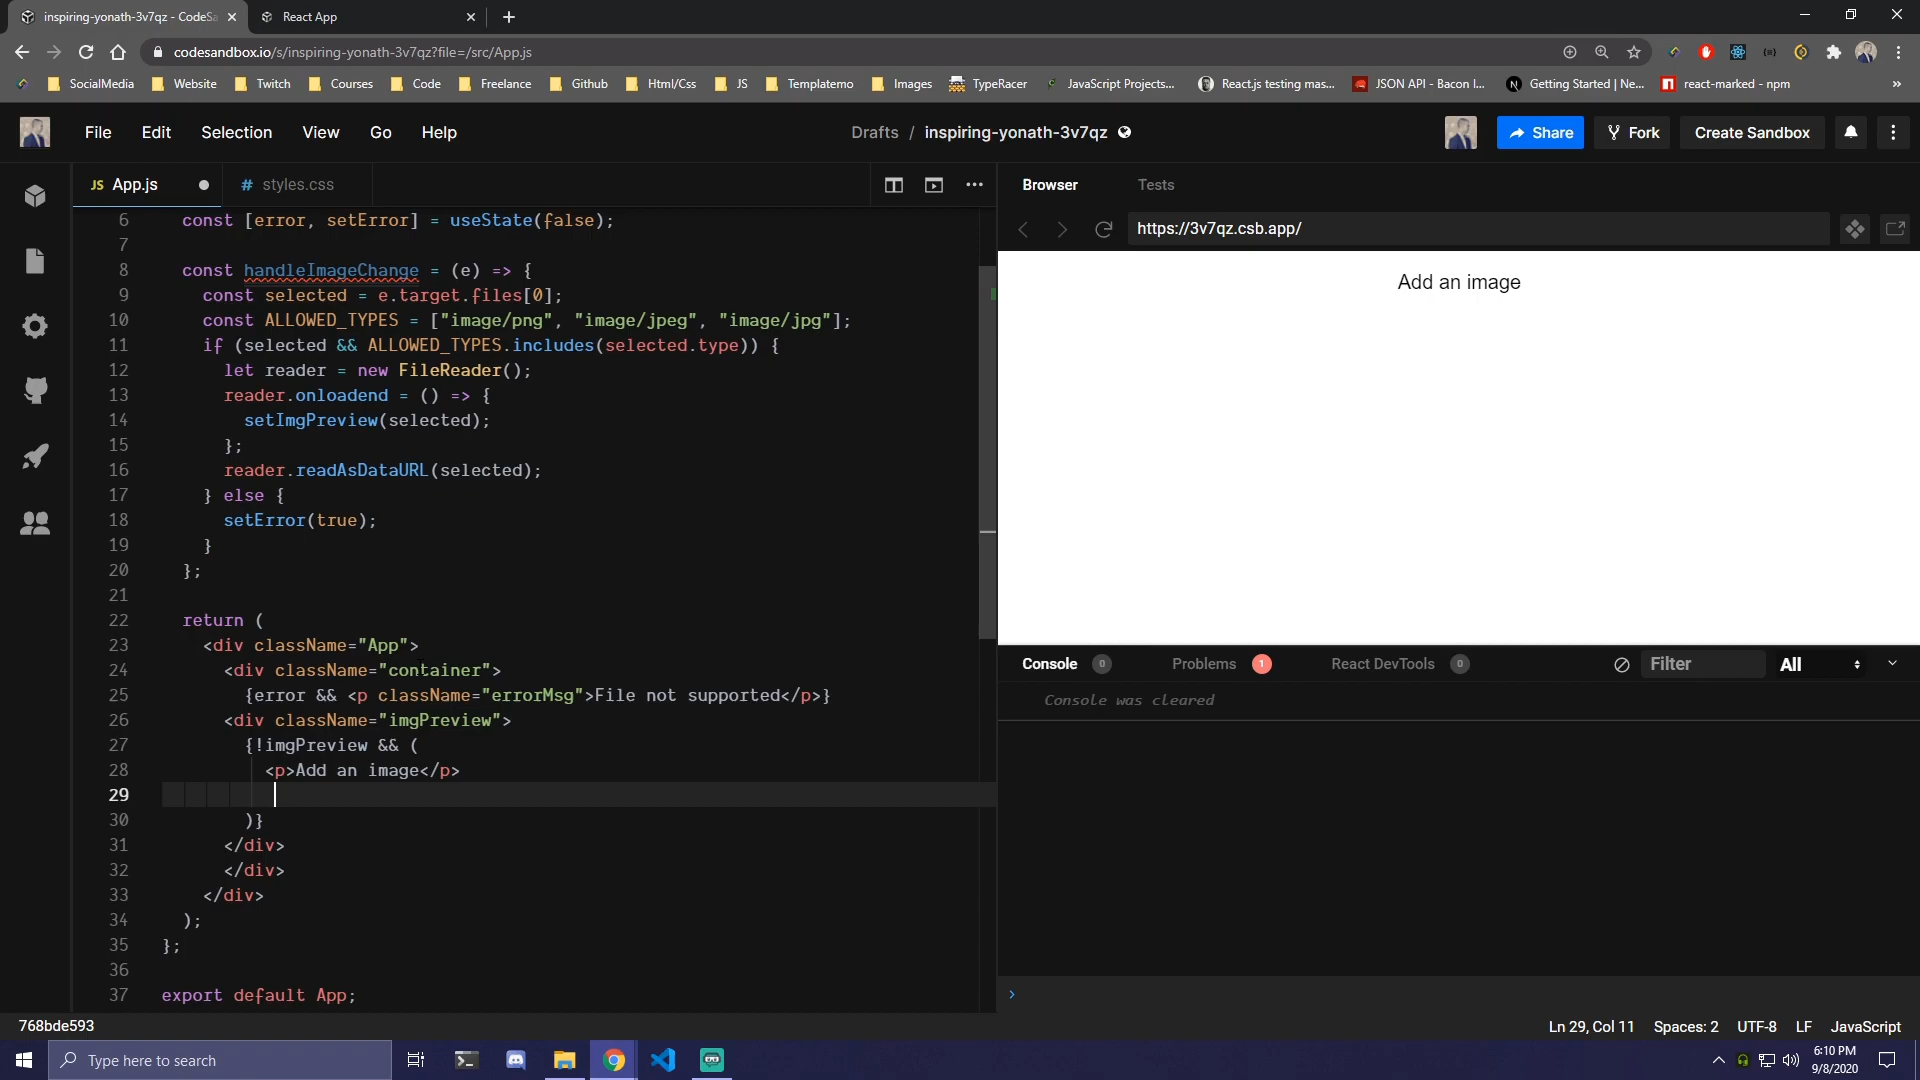 inspiring-yonath-3v7qz - CodeSa
React App
codesandbox.io/s/inspiring-yonath-3v7qz?file=/src/App.js
SocialMedia
Website
Twitch
Courses
Code
Freelance
Github
Html/Css
JS
Templatemo
Images
TypeRacer
JavaScript Projects...
React.js testing mas...
JSON API - Bacon I...
Getting Started | Ne...
react-marked - npm
»
File Edit Selection View Go Help
Drafts / inspiring-yonath-3v7qz
Share
Fork
Create Sandbox
JS App.js
# styles.css
Browser
Tests
https://3v7qz.csb.app/
6 const [error, setError] = useState(false);
7
8 const handleImageChange = (e) => {
9 const selected = e.target.files[0];
10 const ALLOWED_TYPES = ["image/png", "image/jpeg", "image/jpg"];
11 if (selected && ALLOWED_TYPES.includes(selected.type)) {
12 let reader = new FileReader();
13 reader.onloadend = () => {
14 setImgPreview(selected);
15 };
16 reader.readAsDataURL(selected);
17 } else {
18 setError(true);
19 }
20 };
21
22 return (
23 <div className="App">
24 <div className="container">
25 {error && <p className="errorMsg">File not supported</p>}
26 <div className="imgPreview">
27 {!imgPreview && (
28 <p>Add an image</p>
29
30 )}
31 </div>
32 </div>
33 </div>
34 );
35 };
36
37 export default App;
Add an image
Console 0
Problems 1
React DevTools 0
Filter
All
Console was cleared
768bde593
Ln 29, Col 11
Spaces: 2
UTF-8
LF
JavaScript
Type here to search
6:10 PM
9/8/2020